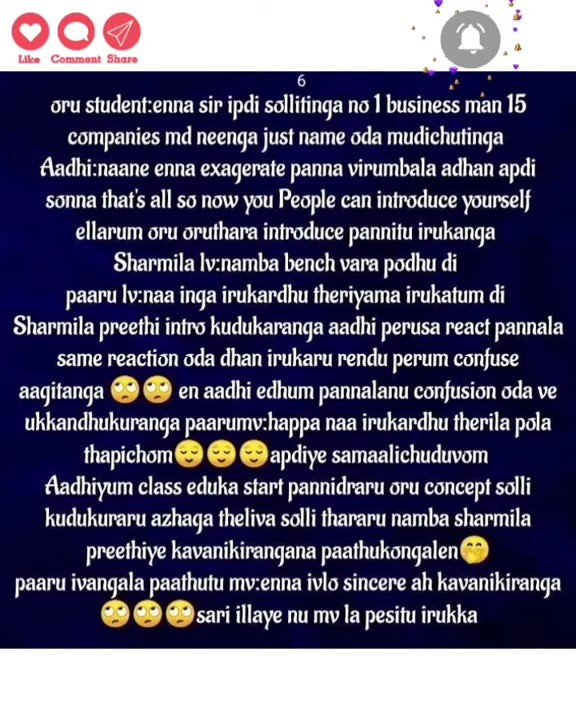 Like Comment Share
6
oru student:enna sir ipdi sollitinga no 1 business man 15
companies md neenga just name oda mudichutinga
Aadhi:naane enna exagerate panna virumbala adhan apdi
sonna that's all so now you People can introduce yourself
ellarum oru oruthara introduce pannitu irukanga
Sharmila lv:namba bench vara podhu di
paaru lv:naa inga irukardhu theriyama irukatum di
Sharmila preethi intro kudukaranga aadhi perusa react pannala
same reaction oda dhan irukaru rendu perum confuse
aagitanga 🙄🙄 en aadhi edhum pannalanu confusion oda ve
ukkandhukuranga paarumv:happa naa irukardhu therila pola
thapichom😌😌😌apdiye samaalichuduvom
Aadhiyum class eduka start pannidraru oru concept solli
kudukuraru azhaga theliva solli thararu namba sharmila
preethiye kavanikirangana paathukongalen🤭
paaru ivangala paathutu mv:enna ivlo sincere ah kavanikiranga
🙄🙄🙄sari illaye nu mv la pesitu irukka